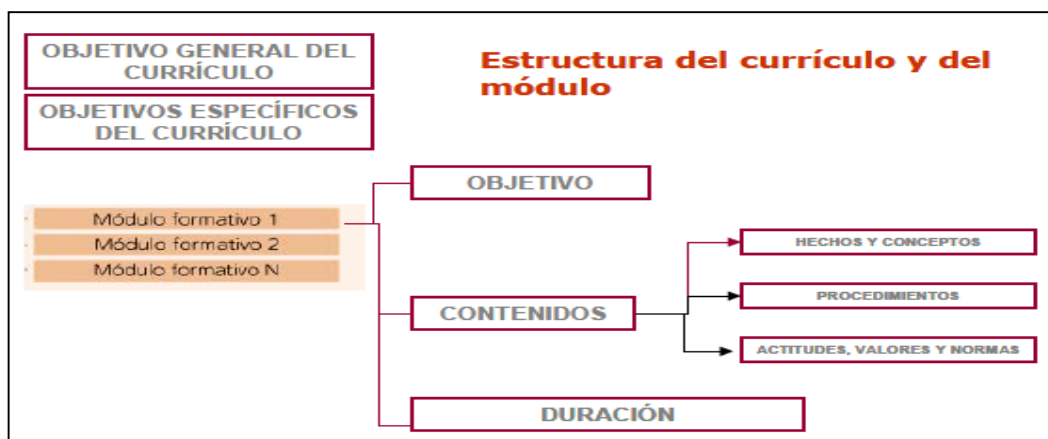 OBJETIVO GENERAL DEL
CURRÍCULO
Estructura del currículo y del
módulo
OBJETIVOS ESPECÍFICOS
DEL CURRÍCULO
OBJETIVO
Módulo formativo 1
Módulo formativo 2
Módulo formativo N
HECHOS Y CONCEPTOS
CONTENIDOS
PROCEDIMIENTOS
ACTITUDES, VALORES Y NORMAS
DURACIÓN